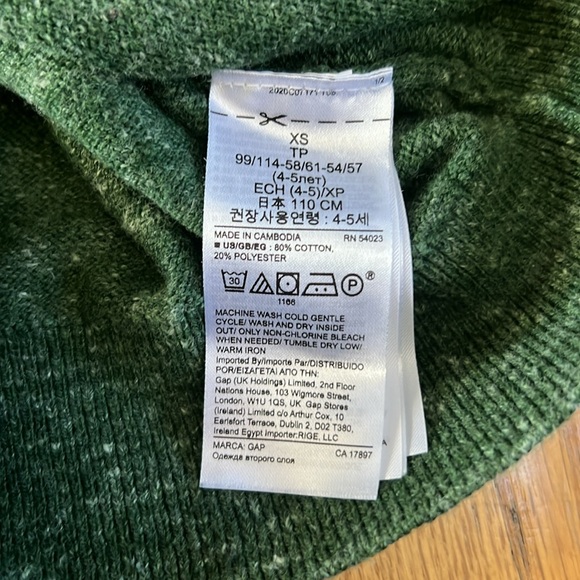 1/2
XS
TP
99/114-58/61-54/57
(4-5лет)
ECH (4-5)/XP
日本 110 CM
권장사용연령 : 4-5세
MADE IN CAMBODIA RN 54023
■ US/GB/EG : 80% COTTON,
20% POLYESTER
30 P ®
1166
MACHINE WASH COLD GENTLE
CYCLE/ WASH AND DRY INSIDE
OUT/ ONLY NON-CHLORINE BLEACH
WHEN NEEDED/ TUMBLE DRY LOW/
WARM IRON
Imported By/Importe Par/DISTRIBUIDO
POR/ΕΙΣΑΓΕΤΑΙ ΑΠΟ ΤΗΝ:
Gap (UK Holdings) Limited, 2nd Floor
Nations House, 103 Wigmore Street,
London, W1U 1QS, UK Gap Stores
(Ireland) Limited c/o Arthur Cox, 10
Earlsfort Terrace, Dublin 2, D02 T380,
Ireland Egypt Importer:RIGE, LLC
MARCA: GAP CA 17897
Одежда второго слоя
A